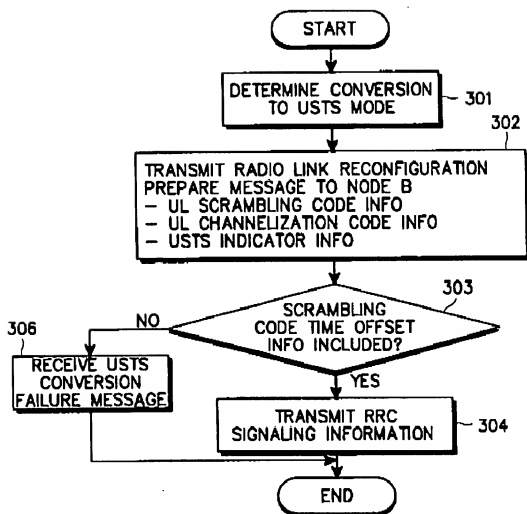 START
DETERMINE CONVERSION
TO USTS MODE
301
302
TRANSMIT RADIO LINK RECONFIGURATION
PREPARE MESSAGE TO NODE B
– UL SCRAMBLING CODE INFO
– UL CHANNELIZATION CODE INFO
– USTS INDICATOR INFO
303
SCRAMBLING
CODE TIME OFFSET
INFO INCLUDED?
NO
YES
306
RECEIVE USTS
CONVERSION
FAILURE MESSAGE
TRANSMIT RRC
SIGNALING INFORMATION
304
END